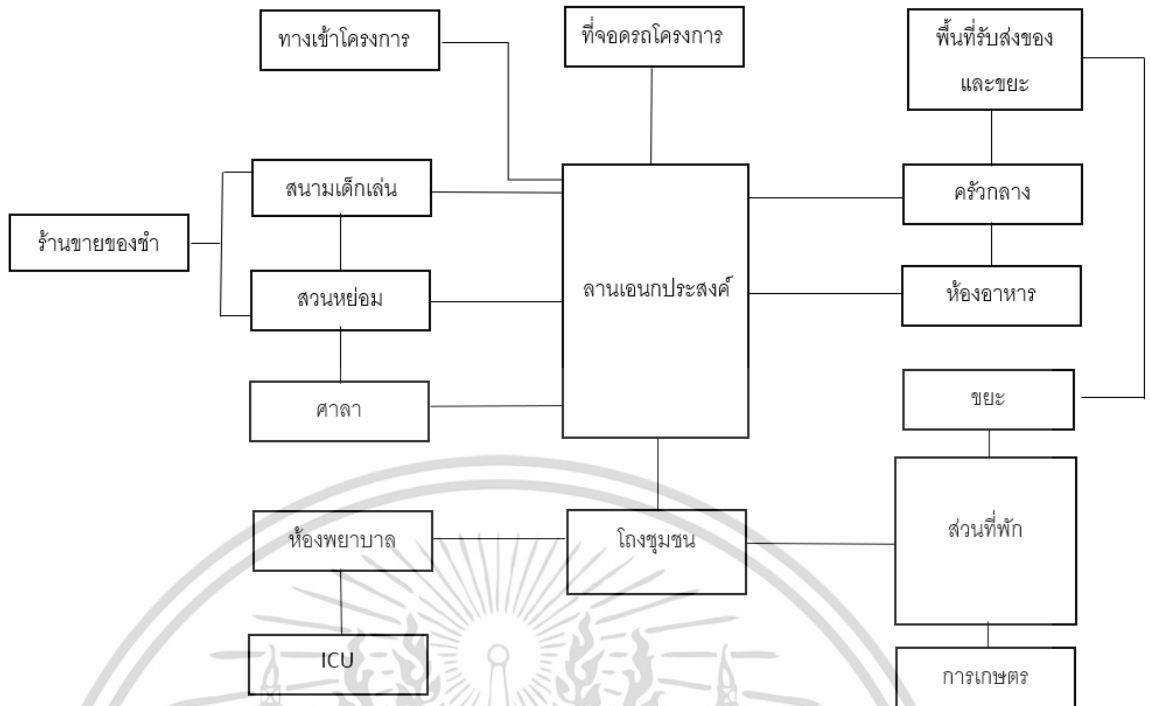 ทางเข้าโครงการ
ที่จอดรถโครงการ
พื้นที่รับส่งของ
และขยะ
สนามเด็กเล่น
ครัวกลาง
ร้านขายของชำ
สวนหย่อม
ลานเอนกประสงค์
ห้องอาหาร
ศาลา
ขยะ
ห้องพยาบาล
โถงชุมชน
ส่วนที่พัก
ICU
การเกษตร